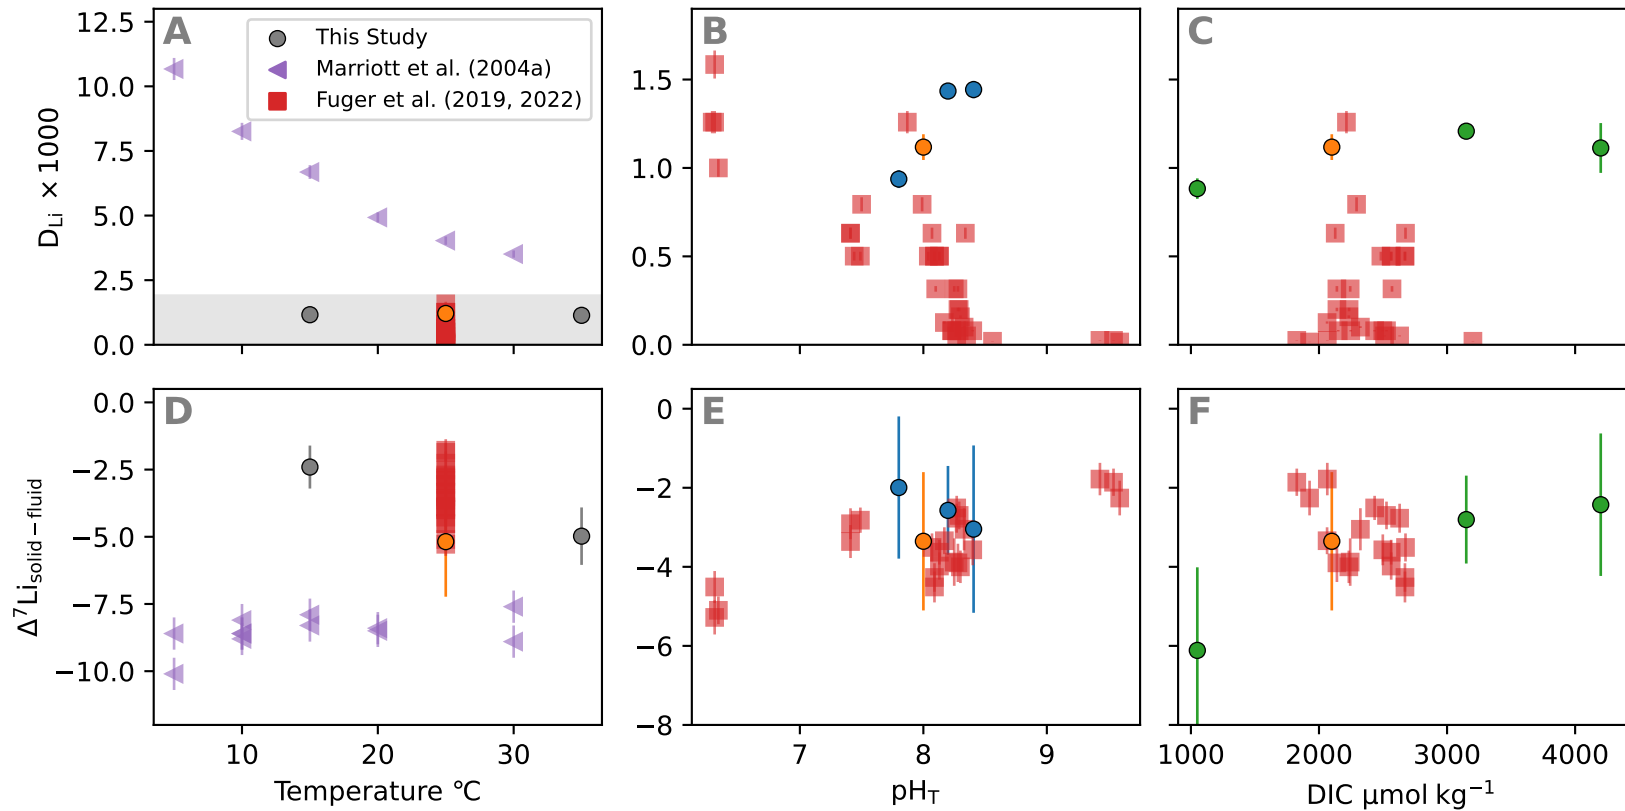 A
This Study
Marriott et al. (2004a)
Fuger et al. (2019, 2022)
12.5
10.0
7.5
5.0
2.5
0.0
D_Li × 1000
B
1.5
1.0
0.5
0.0
C
D
0.0
−2.5
−5.0
−7.5
−10.0
Δ⁷Li_solid − fluid
10 20 30
Temperature °C
E
0
−2
−4
−6
−8
7 8 9
pH_T
F
1000 2000 3000 4000
DIC μmol kg⁻¹